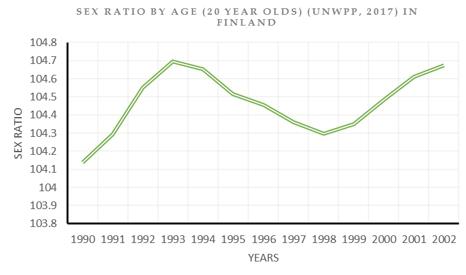 SEX RATIO BY AGE (20 YEAR OLDS) (UNWPP, 2017) IN
FINLAND
104.8
104.7
104.6
104.5
104.4
104.3
104.2
104.1
104
103.9
103.8
SEX RATIO
1990 1991 1992 1993 1994 1995 1996 1997 1998 1999 2000 2001 2002
YEARS